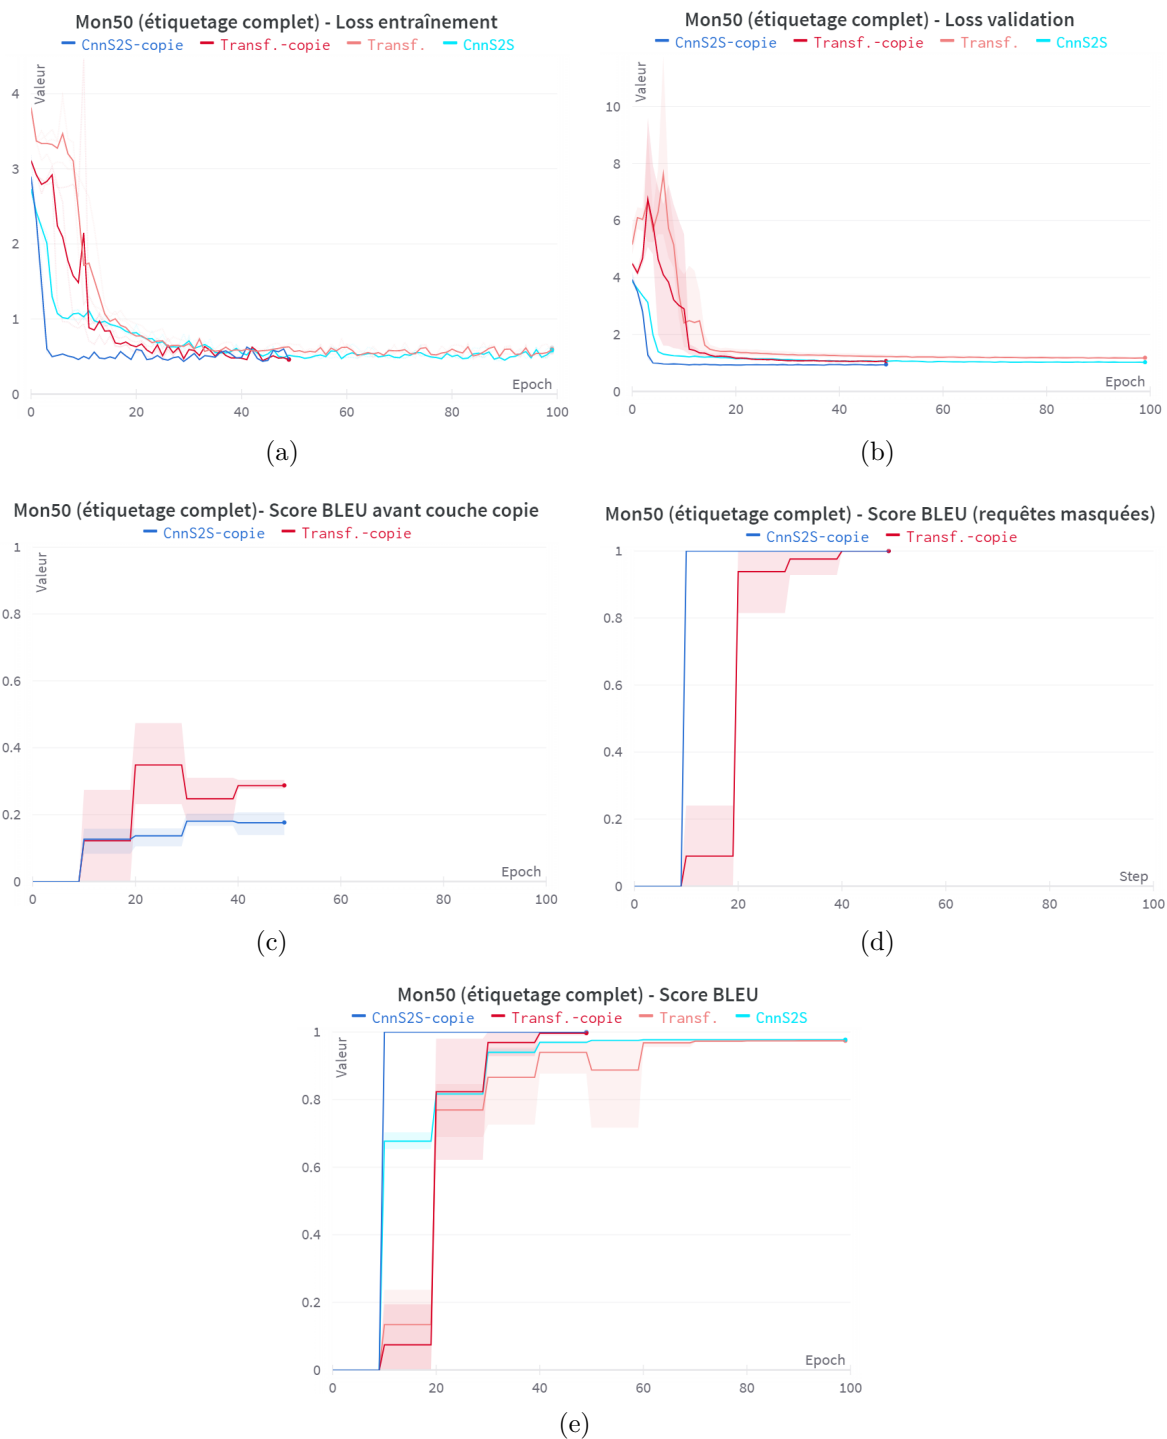 Mon50 (étiquetage complet) - Loss entraînement
CnnS2S-copie Transf.-copie Transf. CnnS2S
Valeur
4
3
2
1
0
Epoch
0 20 40 60 80 100
(a)
Mon50 (étiquetage complet) - Loss validation
CnnS2S-copie Transf.-copie Transf. CnnS2S
Valeur
10
8
6
4
2
0
Epoch
0 20 40 60 80 100
(b)
Mon50 (étiquetage complet)- Score BLEU avant couche copie
CnnS2S-copie Transf.-copie
Valeur
1
0.8
0.6
0.4
0.2
0
Epoch
0 20 40 60 80 100
(c)
Mon50 (étiquetage complet) - Score BLEU (requêtes masquées)
CnnS2S-copie Transf.-copie
1
0.8
0.6
0.4
0.2
0
Step
0 20 40 60 80 100
(d)
Mon50 (étiquetage complet) - Score BLEU
CnnS2S-copie Transf.-copie Transf. CnnS2S
Valeur
1
0.8
0.6
0.4
0.2
0
Epoch
0 20 40 60 80 100
(e)